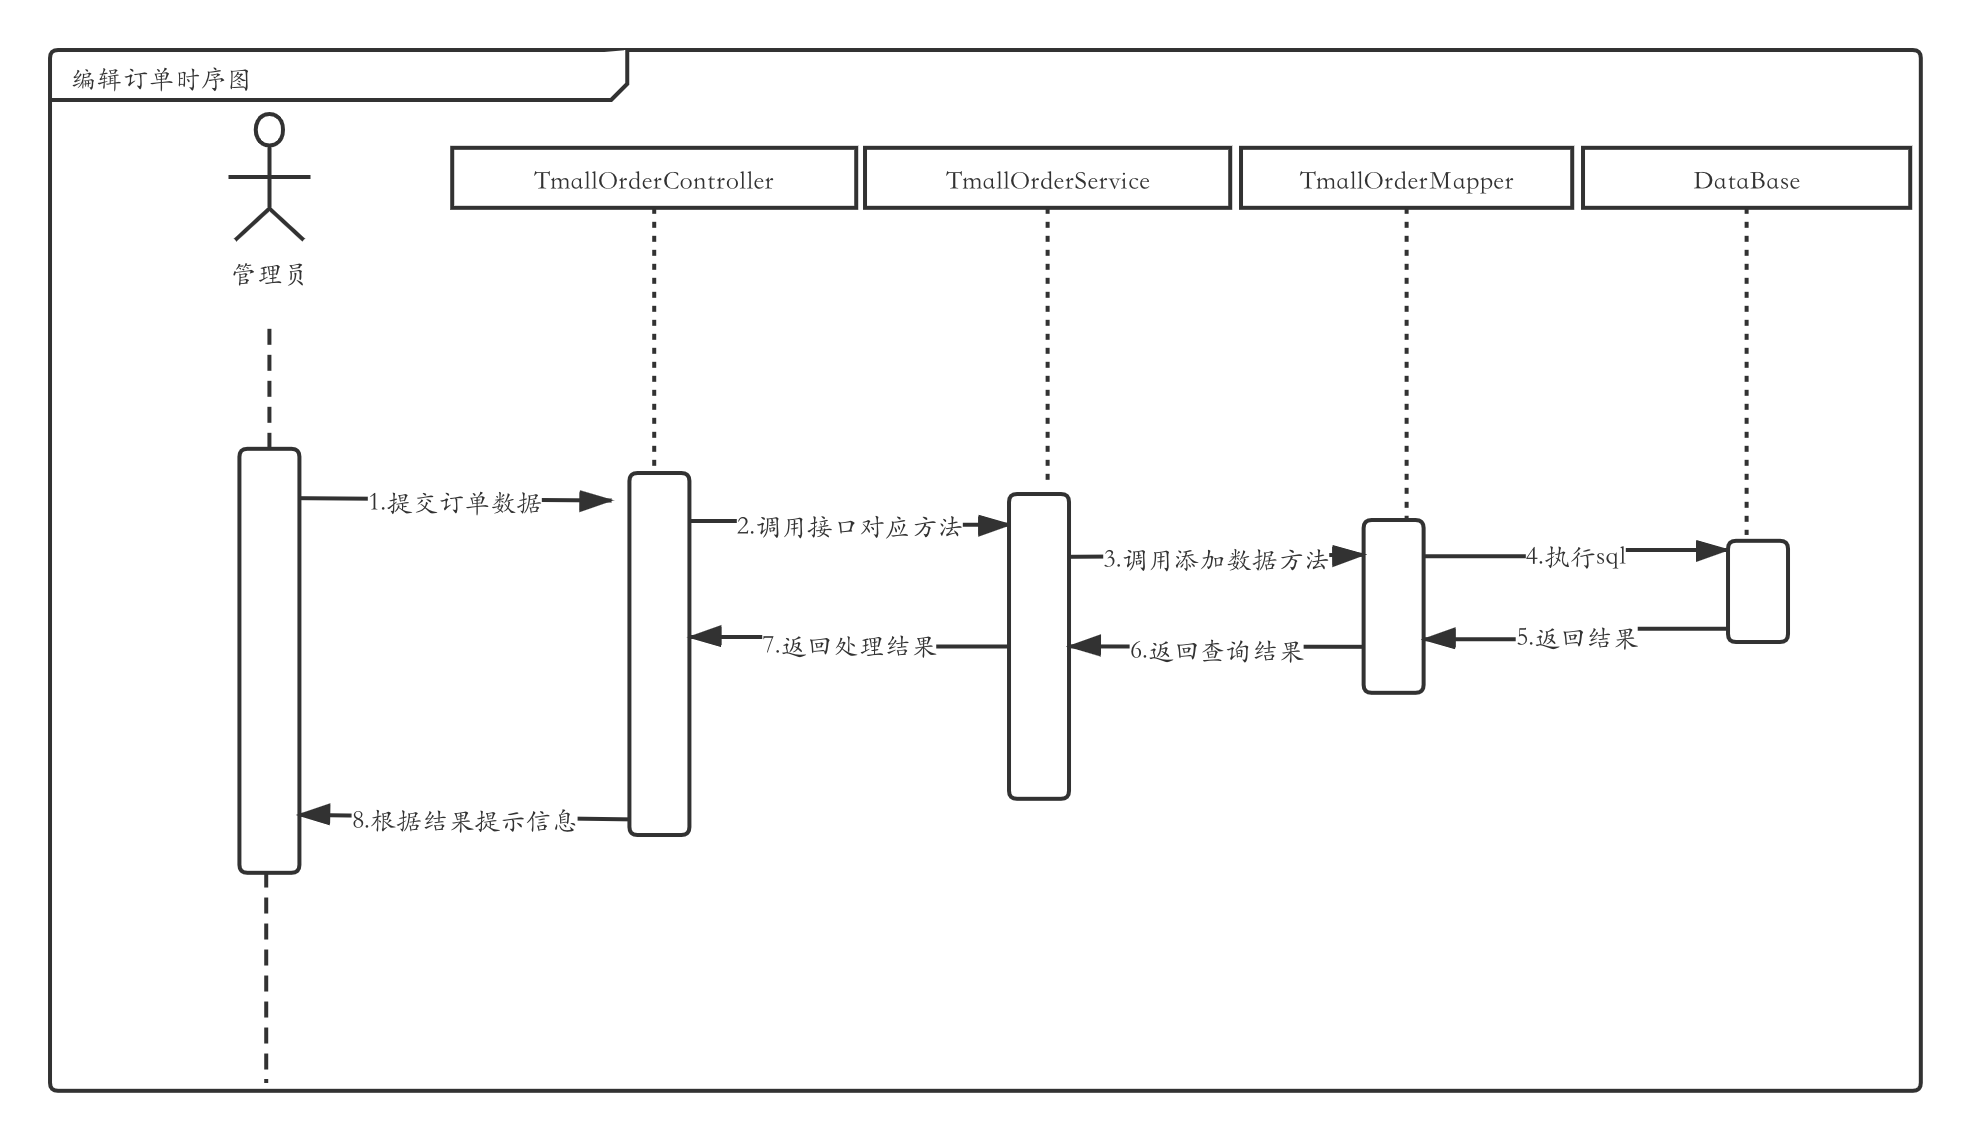 编辑订单时序图
TmallOrderController
TmallOrderService
TmallOrderMapper
DataBase
管理员
1.提交订单数据
2.调用接口对应方法
3.调用添加数据方法
4.执行sql
5.返回结果
6.返回查询结果
7.返回处理结果
8.根据结果提示信息